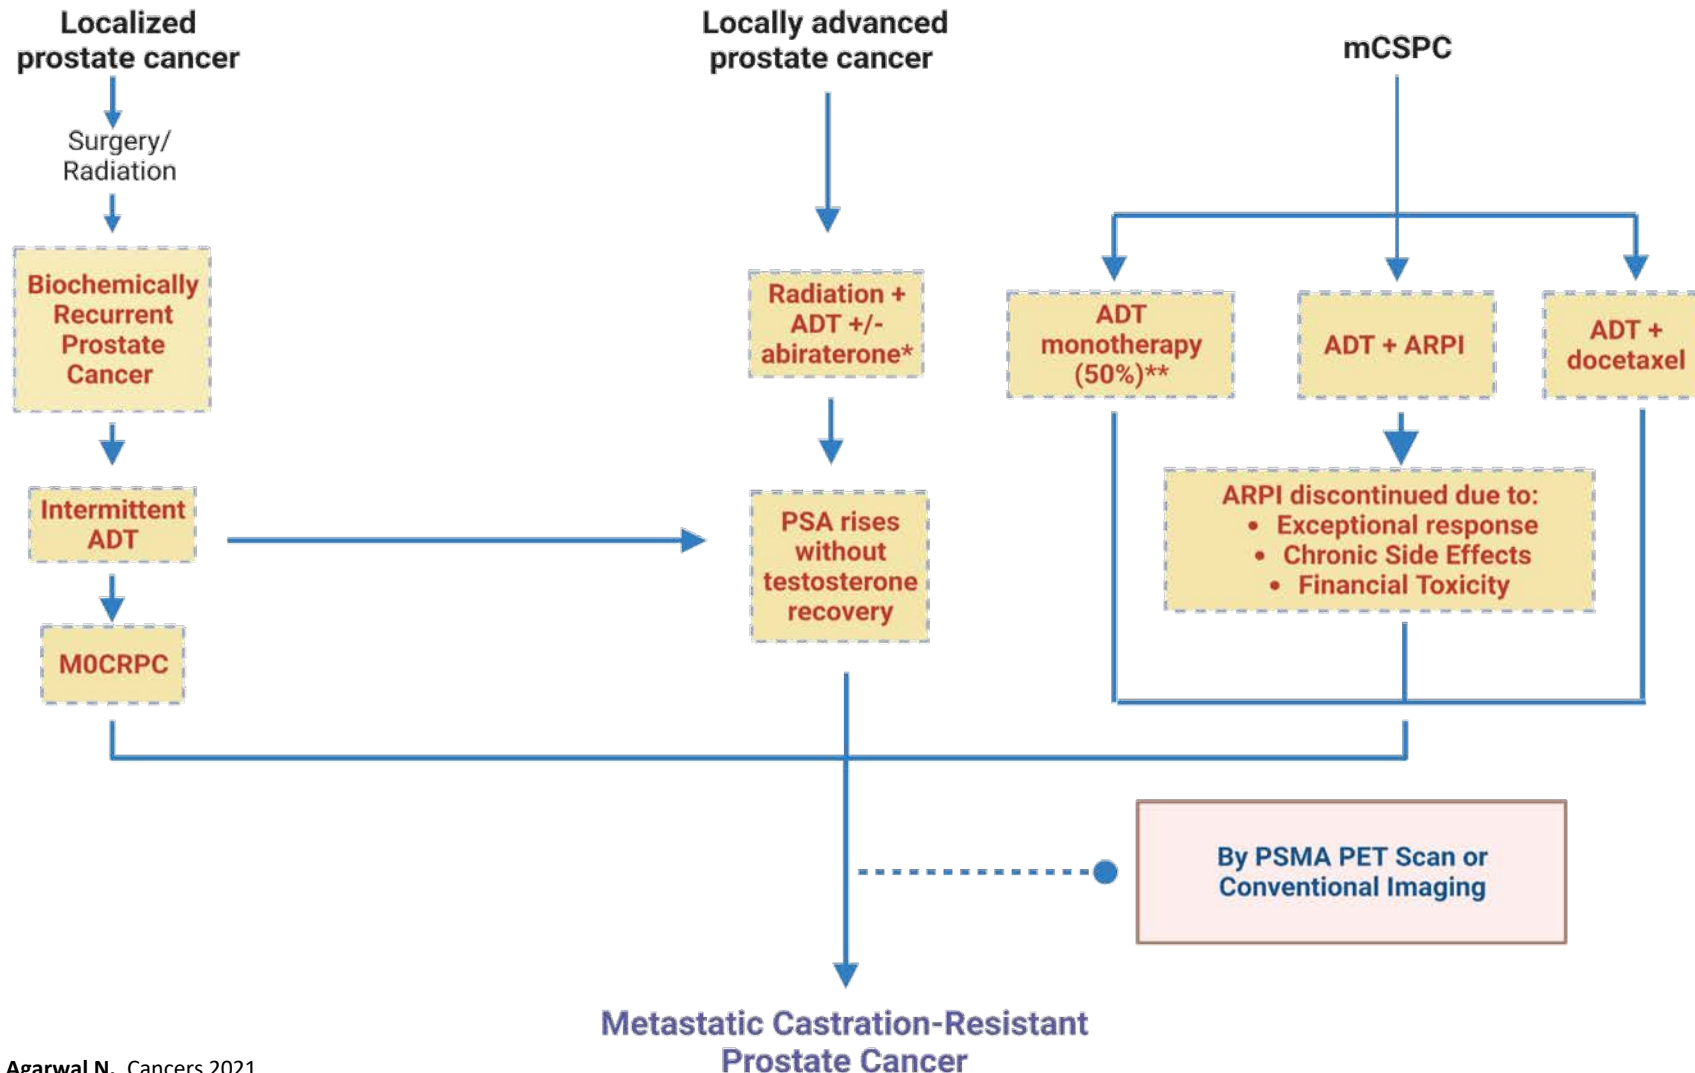 Localized
prostate cancer
Surgery/
Radiation
Biochemically
Recurrent
Prostate
Cancer
Intermittent
ADT
M0CRPC
Locally advanced
prostate cancer
Radiation +
ADT +/-
abiraterone*
PSA rises
without
testosterone
recovery
mCSPC
ADT
monotherapy
(50%)**
ADT + ARPI
ADT +
docetaxel
ARPI discontinued due to:
• Exceptional response
• Chronic Side Effects
• Financial Toxicity
By PSMA PET Scan or
Conventional Imaging
Metastatic Castration-Resistant
Prostate Cancer
Agarwal N. Cancers 2021